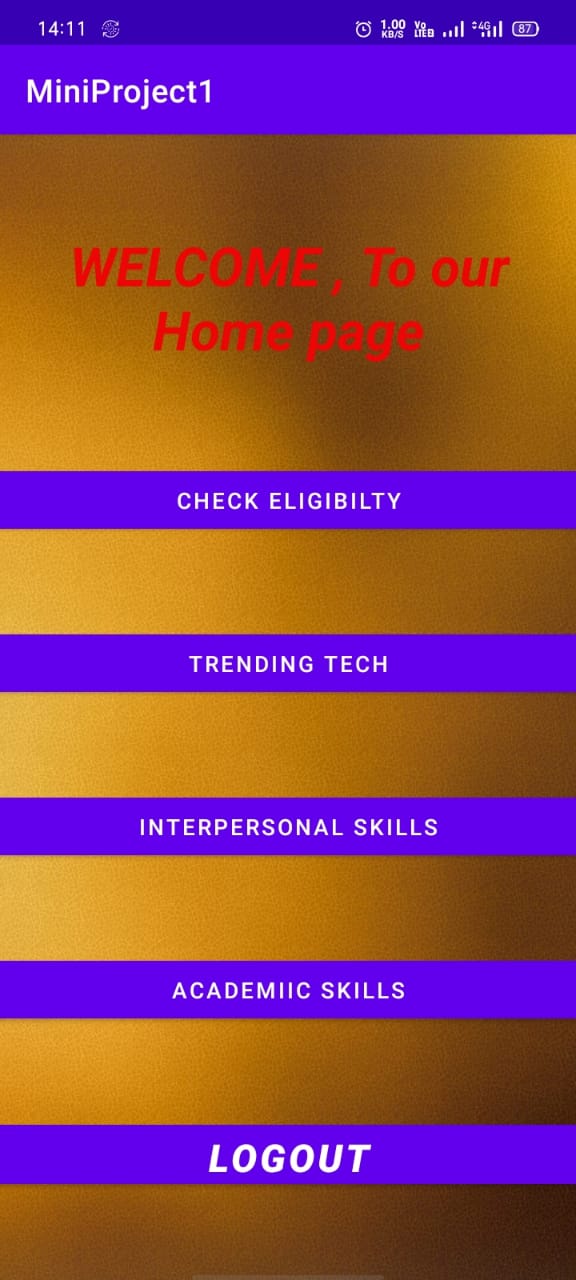 14:11 1.00 KB/S Vo LTE2 4G 87
MiniProject1
WELCOME , To our
Home page
CHECK ELIGIBILTY
TRENDING TECH
INTERPERSONAL SKILLS
ACADEMIIC SKILLS
LOGOUT